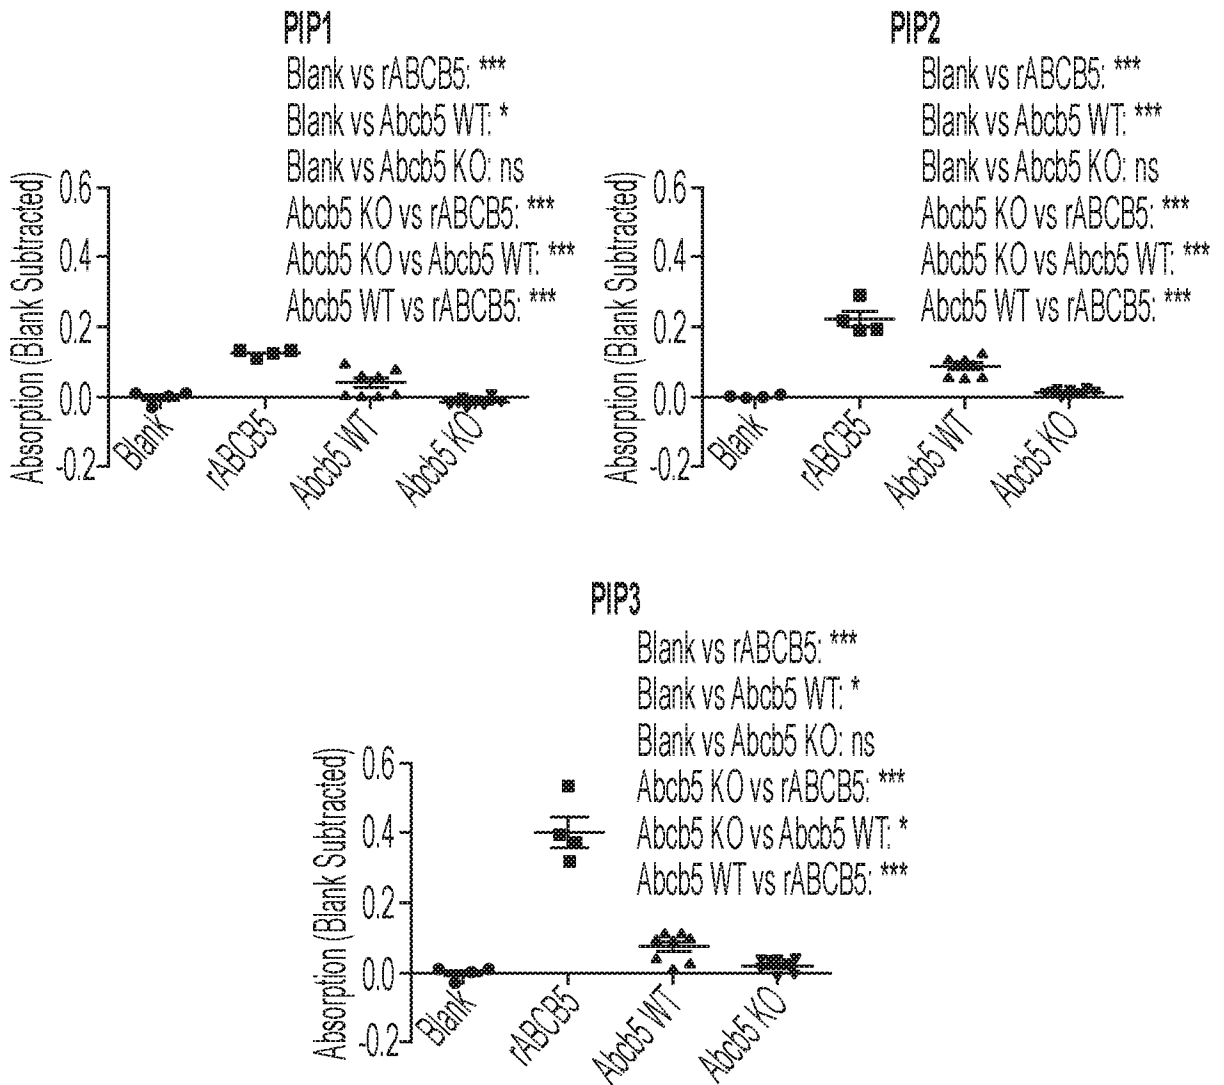 PIP1
Blank vs rABCB5: ***
Blank vs Abcb5 WT: *
Blank vs Abcb5 KO: ns
Abcb5 KO vs rABCB5: ***
Abcb5 KO vs Abcb5 WT: ***
Abcb5 WT vs rABCB5: ***
Absorption (Blank Subtracted)
0.6
0.4
0.2
0.0
-0.2
Blank
rABCB5
Abcb5 WT
Abcb5 KO
PIP2
Blank vs rABCB5: ***
Blank vs Abcb5 WT: ***
Blank vs Abcb5 KO: ns
Abcb5 KO vs rABCB5: ***
Abcb5 KO vs Abcb5 WT: ***
Abcb5 WT vs rABCB5: ***
Absorption (Blank Subtracted)
0.6
0.4
0.2
0.0
-0.2
Blank
rABCB5
Abcb5 WT
Abcb5 KO
PIP3
Blank vs rABCB5: ***
Blank vs Abcb5 WT: *
Blank vs Abcb5 KO: ns
Abcb5 KO vs rABCB5: ***
Abcb5 KO vs Abcb5 WT: *
Abcb5 WT vs rABCB5: ***
Absorption (Blank Subtracted)
0.6
0.4
0.2
0.0
-0.2
Blank
rABCB5
Abcb5 WT
Abcb5 KO